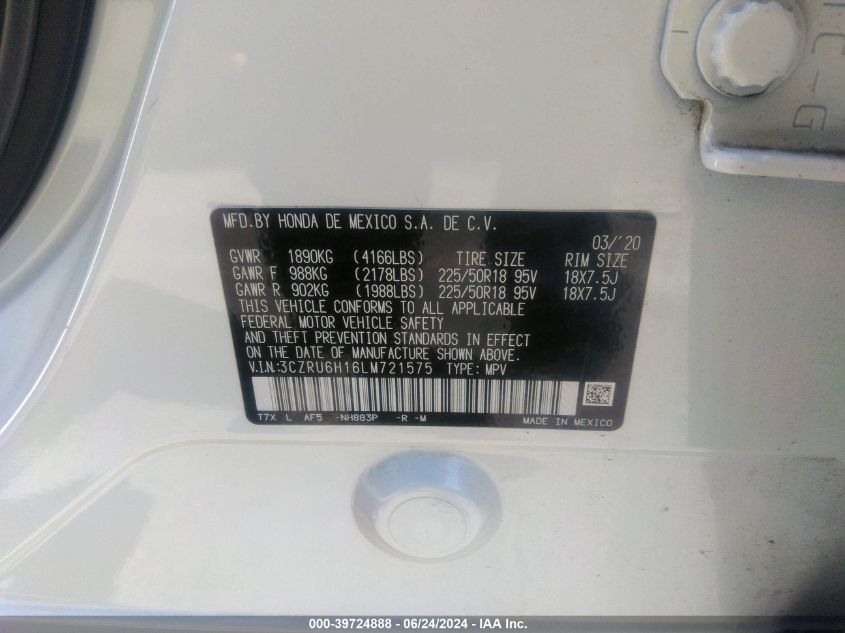 C-G
MFD.BY HONDA DE MEXICO S.A. DE C.V.
03/'20
GVWR 1890KG (4166LBS) TIRE SIZE RIM SIZE
GAWR F 988KG (2178LBS) 225/50R18 95V 18X7.5J
GAWR R 902KG (1988LBS) 225/50R18 95V 18X7.5J
THIS VEHICLE CONFORMS TO ALL APPLICABLE
FEDERAL MOTOR VEHICLE SAFETY
AND THEFT PREVENTION STANDARDS IN EFFECT
ON THE DATE OF MANUFACTURE SHOWN ABOVE.
V.I.N:3CZRU6H16LM721575 TYPE: MPV
T7X L AF5 -NH883P -R -M
MADE IN MEXICO
000-39724888 - 06/24/2024 - IAA Inc.